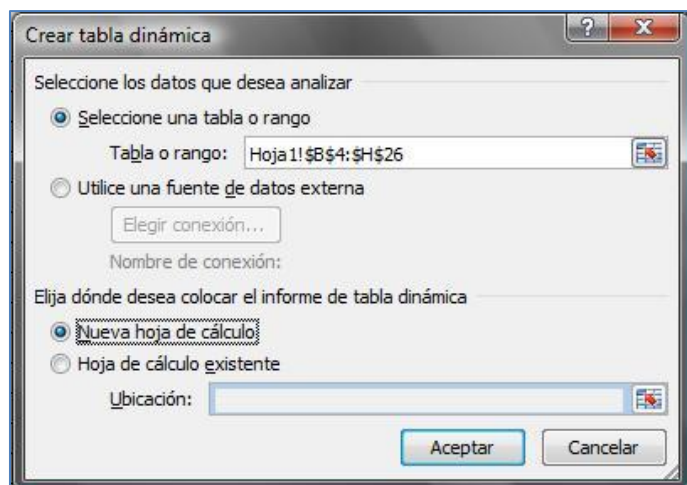 Crear tabla dinámica
Seleccione los datos que desea analizar
Seleccione una tabla o rango
Tabla o rango: Hoja1!$B$4:$H$26
Utilice una fuente de datos externa
Elegir conexión...
Nombre de conexión:
Elija dónde desea colocar el informe de tabla dinámica
Nueva hoja de cálculo
Hoja de cálculo existente
Ubicación:
Aceptar Cancelar